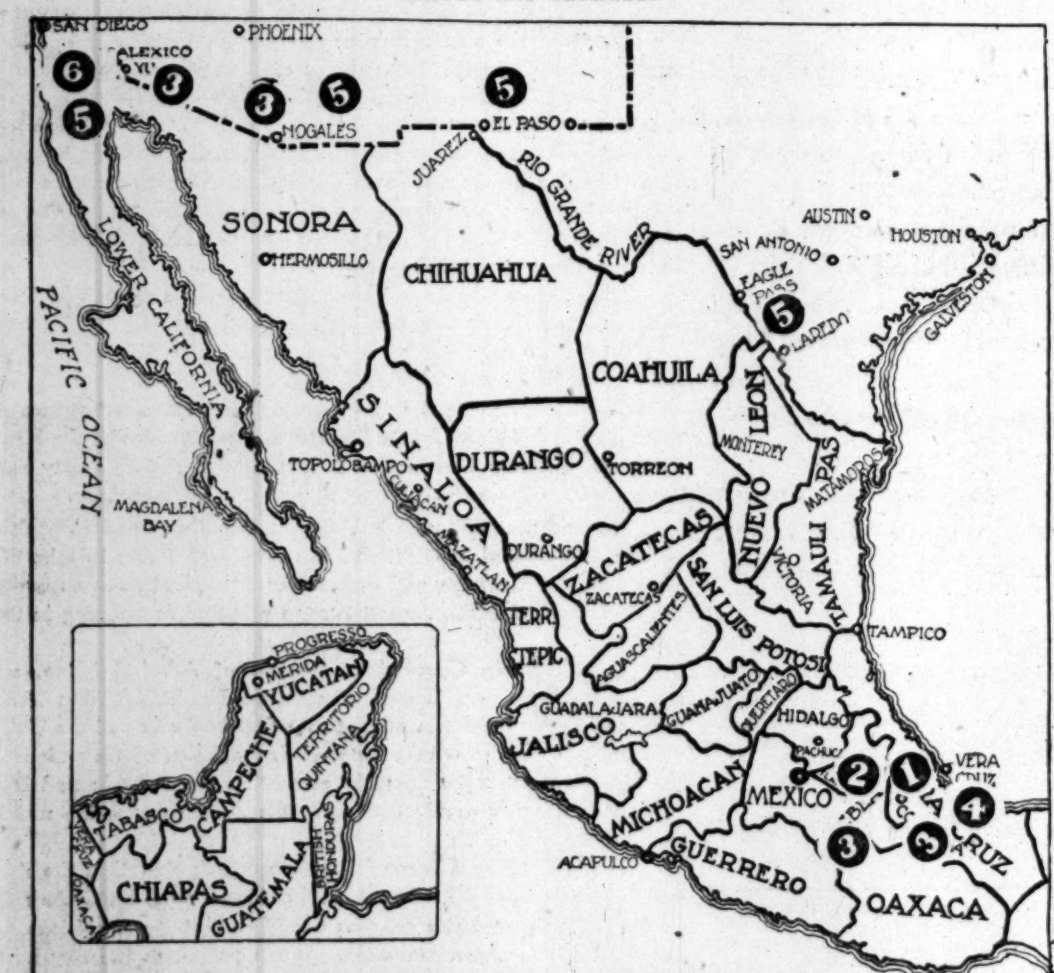 SAN DIEGO
PHOENIX
ALEXICO
6
3
3
5
5
5
NOGALES
EL PASO
JUAREZ
RIO GRANDE RIVER
SONORA
HERMOSILLO
CHIHUAHUA
AUSTIN
HOUSTON
SAN ANTONIO
GALVESTON
EAGLE
PASS
5
LAREDO
LOWER CALIFORNIA
PACIFIC OCEAN
COAHUILA
SINALOA
NUEVO LEON
MONTEREY
TAMAULIPAS
MATAMORAS
DURANGO
TORREON
TOPOLOBAMPO
CULIACAN
MAGDALENA
BAY
MAZATLAN
DURANGO
ZACATECAS
ZACATECAS
VICTORIA
SAN LUIS POTOSI
TERR.
TEPIC
AGUASCALIENTES
TAMPICO
GUADALAJARA
GUANAJUATO
QUERETARO
HIDALGO
JALISCO
PACHUCA
MICHOACAN
MEXICO
2
1
VERA
CRUZ
4
3
3
CRUZ
ACAPULCO
GUERRERO
OAXACA
PROGRESSO
MERIDA
YUCATAN
CAMPECHE
TERRITORIO
QUINTANA
TABASCO
CHIAPAS
GUATEMALA
BRITISH
HONDURAS
OAXACA